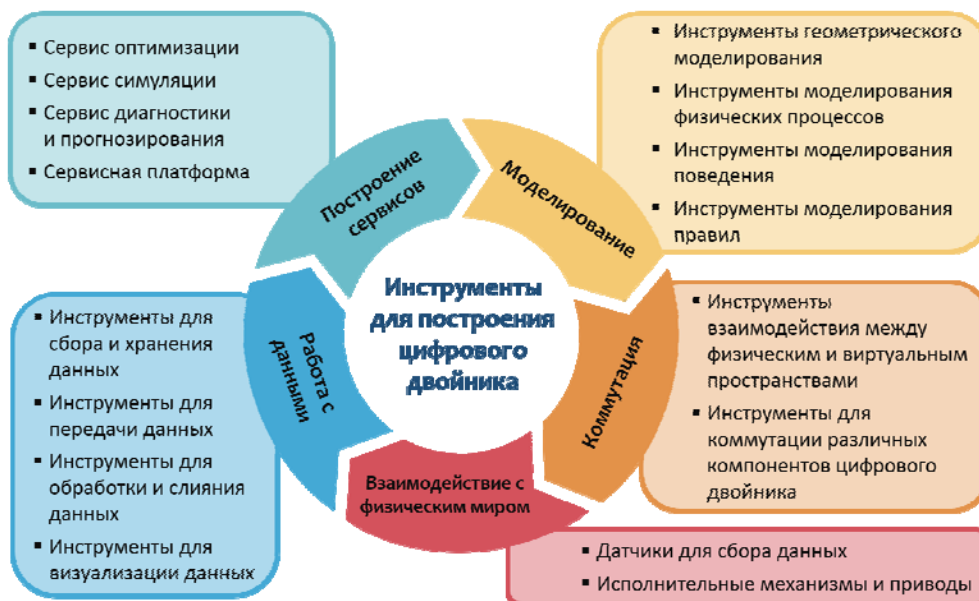 ▪ Сервис оптимизации
▪ Сервис симуляции
▪ Сервис диагностики
и прогнозирования
▪ Сервисная платформа
▪ Инструменты геометрического
моделирования
▪ Инструменты моделирования
физических процессов
▪ Инструменты моделирования
поведения
▪ Инструменты моделирования
правил
Построение
сервисов
Моделирование
Инструменты
для построения
цифрового
двойника
Работа с
данными
Коммутация
Взаимодействие с
физическим миром
▪ Инструменты для
сбора и хранения
данных
▪ Инструменты для
передачи данных
▪ Инструменты для
обработки и слияния
данных
▪ Инструменты для
визуализации данных
▪ Инструменты
взаимодействия между
физическим и виртуальным
пространствами
▪ Инструменты для
коммутации различных
компонентов цифрового
двойника
▪ Датчики для сбора данных
▪ Исполнительные механизмы и приводы